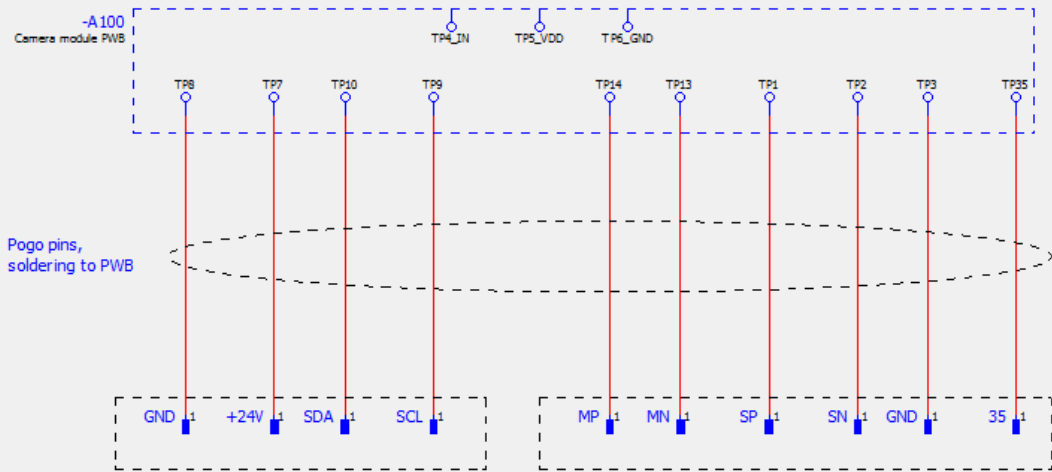 -A100
Camera module PWB
TP4_IN TP5_VDD TP6_GND
TP8 TP7 TP10 TP9 TP14 TP13 TP1 TP2 TP3 TP35
Pogo pins,
soldering to PWB
GND 1 +24V 1 SDA 1 SCL 1 MP 1 MN 1 SP 1 SN 1 GND 1 35 1